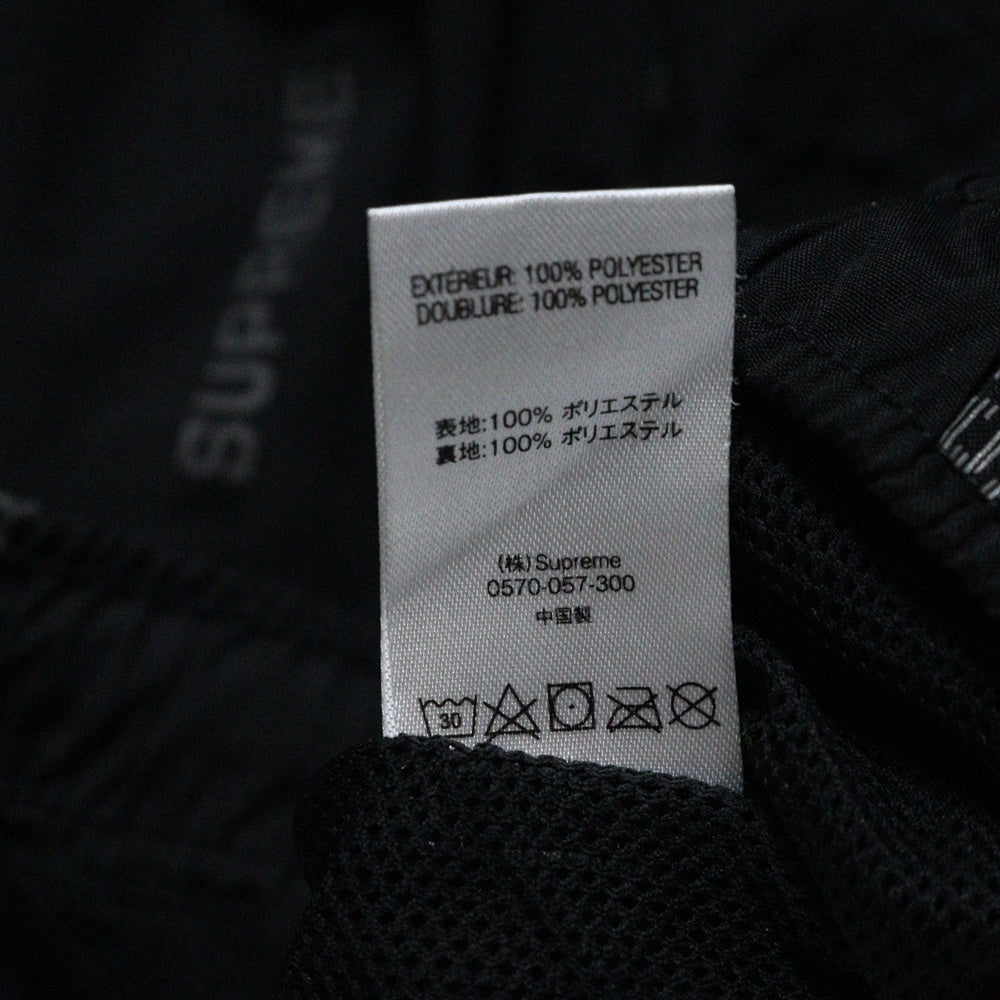 SUPREME
EXTÉRIEUR: 100% POLYESTER
DOUBLURE: 100% POLYESTER
表地:100% ポリエステル
裏地:100% ポリエステル
(株)Supreme
0570-057-300
中国製
30